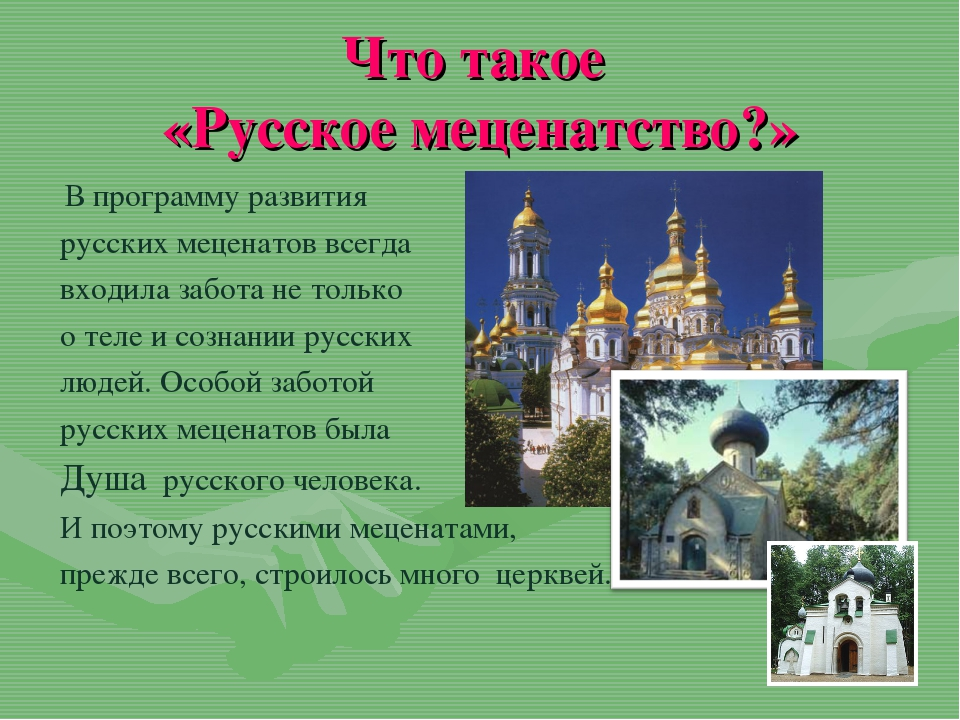 Что такое
«Русское меценатство?»
В программу развития
русских меценатов всегда
входила забота не только
о теле и сознании русских
людей. Особой заботой
русских меценатов была
Душа русского человека.
И поэтому русскими меценатами,
прежде всего, строилось много церквей.